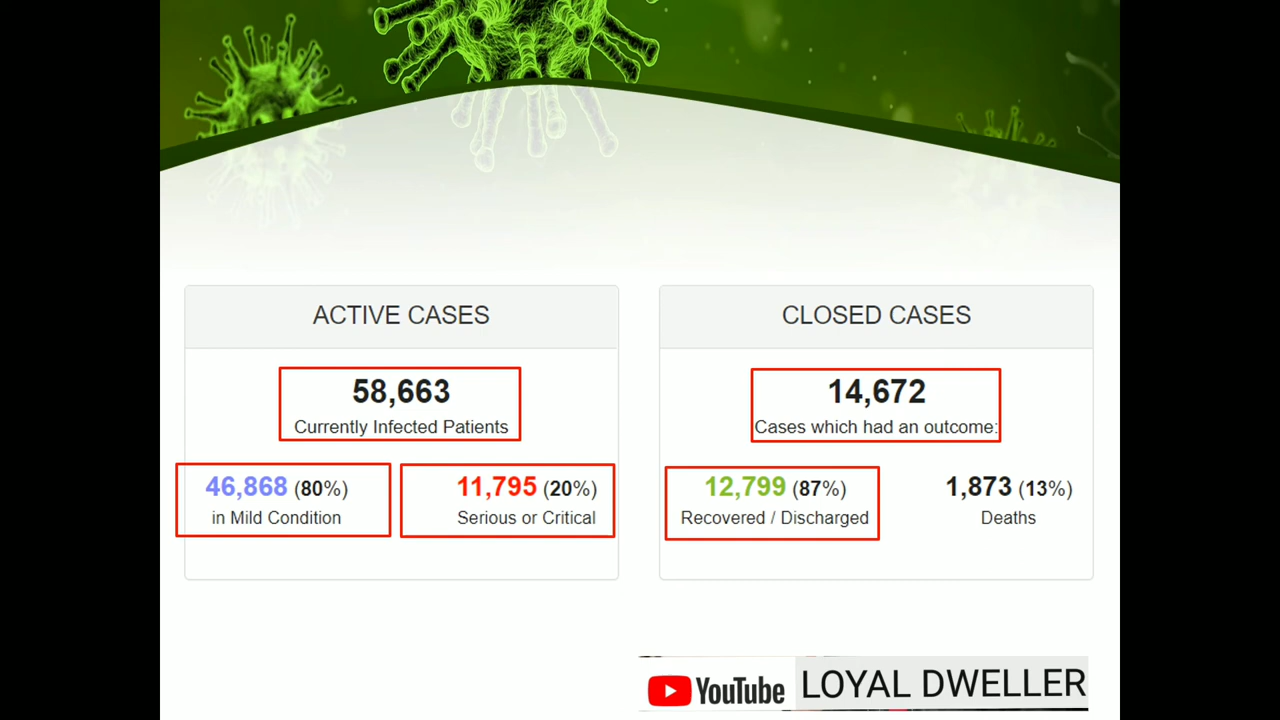 ACTIVE CASES
58,663
Currently Infected Patients
46,868 (80%)
in Mild Condition
11,795 (20%)
Serious or Critical
CLOSED CASES
14,672
Cases which had an outcome:
12,799 (87%)
Recovered / Discharged
1,873 (13%)
Deaths
YouTube LOYAL DWELLER